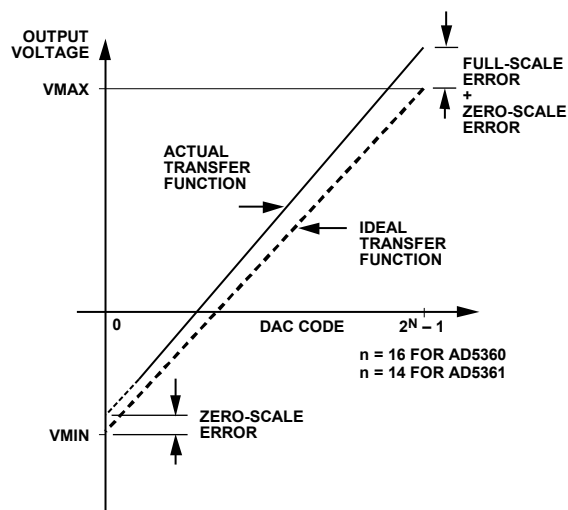 OUTPUT
VOLTAGE
VMAX
FULL-SCALE
ERROR
+
ZERO-SCALE
ERROR
ACTUAL
TRANSFER
FUNCTION
IDEAL
TRANSFER
FUNCTION
0
DAC CODE
2ᴺ – 1
n = 16 FOR AD5360
n = 14 FOR AD5361
ZERO-SCALE
ERROR
VMIN